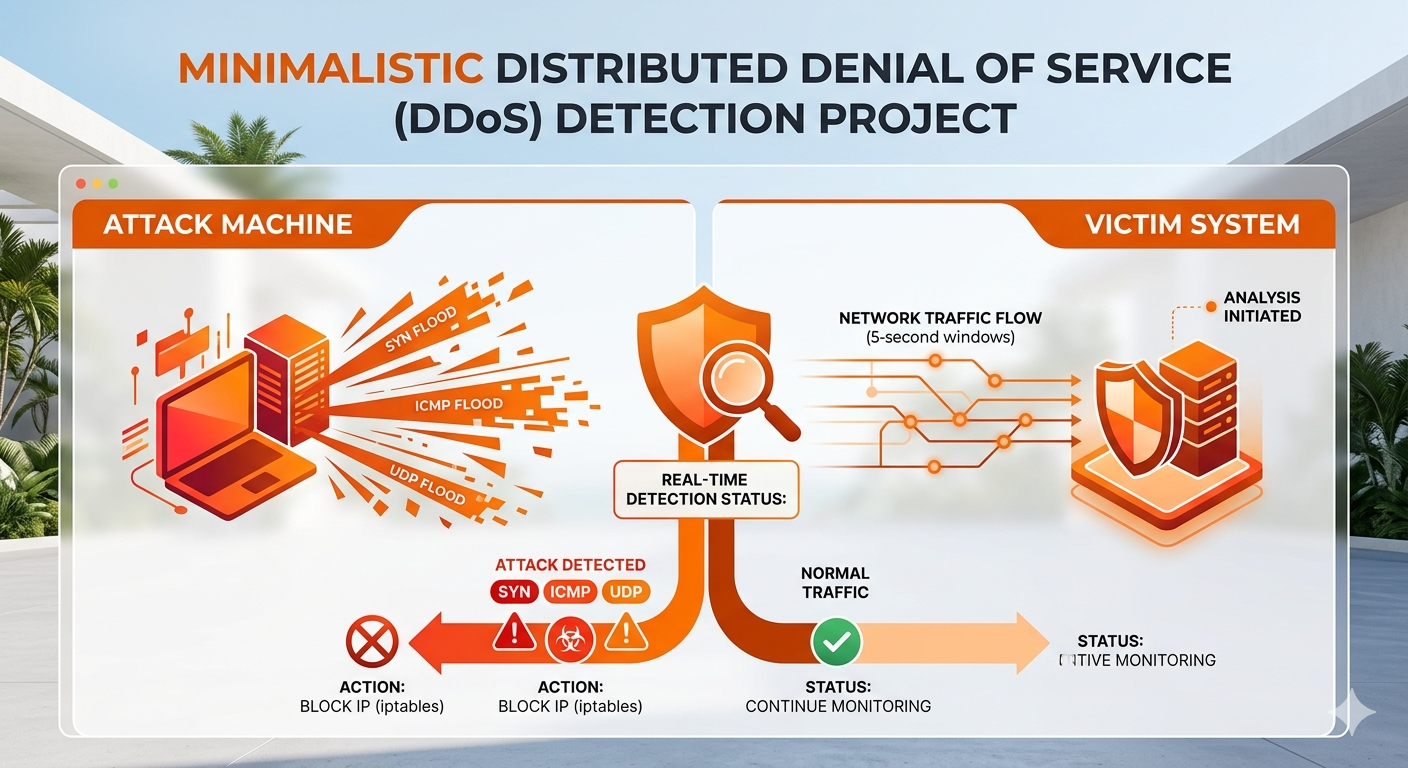 MINIMALISTIC DISTRIBUTED DENIAL OF SERVICE
(DDoS) DETECTION PROJECT
ATTACK MACHINE
VICTIM SYSTEM
SYN FLOOD
ICMP FLOOD
UDP FLOOD
NETWORK TRAFFIC FLOW
(5-second windows)
ANALYSIS
INITIATED
REAL-TIME
DETECTION STATUS:
ATTACK DETECTED
SYN ICMP UDP
NORMAL
TRAFFIC
ACTION:
BLOCK IP (iptables)
ACTION:
BLOCK IP (iptables)
STATUS:
CONTINUE MONITORING
STATUS:
MONITORING